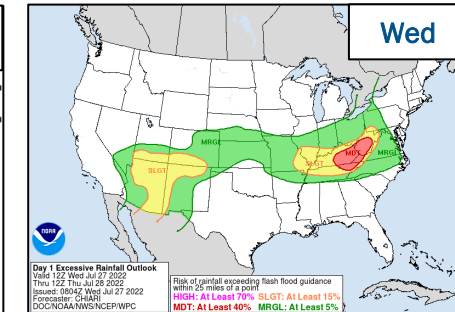 Wed
MRGL
SLGT
SLGT
MDT
MRGL
NOAA
Day 1 Excessive Rainfall Outlook
Valid 12Z Wed Jul 27 2022
Thru 12Z Thu Jul 28 2022
Issued: 0804Z Wed Jul 27 2022
Forecaster: CHIARI
DOC/NOAA/NWS/NCEP/WPC
Risk of rainfall exceeding flash flood guidance
within 25 miles of a point
HIGH: At Least 70% SLGT: At Least 15%
MDT: At Least 40% MRGL: At Least 5%